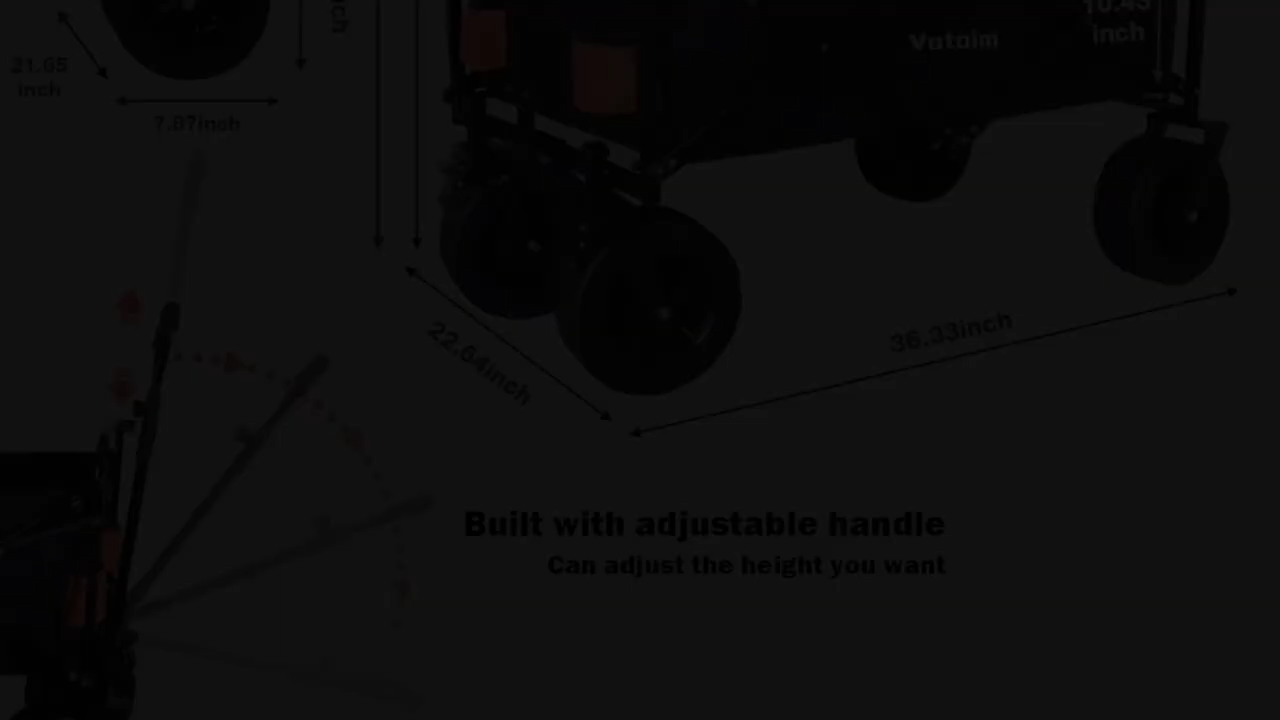 10.43
inch
Vataim
21.65
inch
7.07inch
22.64inch
36.33inch
Built with adjustable handle
Can adjust the height you want